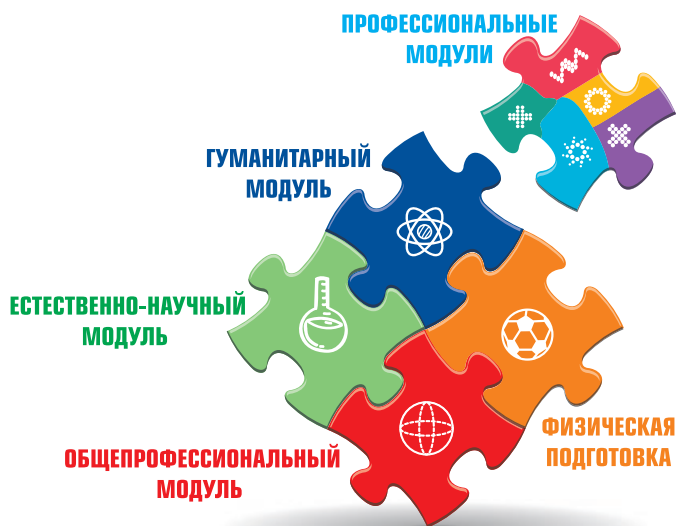 ПРОФЕССИОНАЛЬНЫЕ
МОДУЛИ
ГУМАНИТАРНЫЙ
МОДУЛЬ
ЕСТЕСТВЕННО-НАУЧНЫЙ
МОДУЛЬ
ФИЗИЧЕСКАЯ
ПОДГОТОВКА
ОБЩЕПРОФЕССИОНАЛЬНЫЙ
МОДУЛЬ